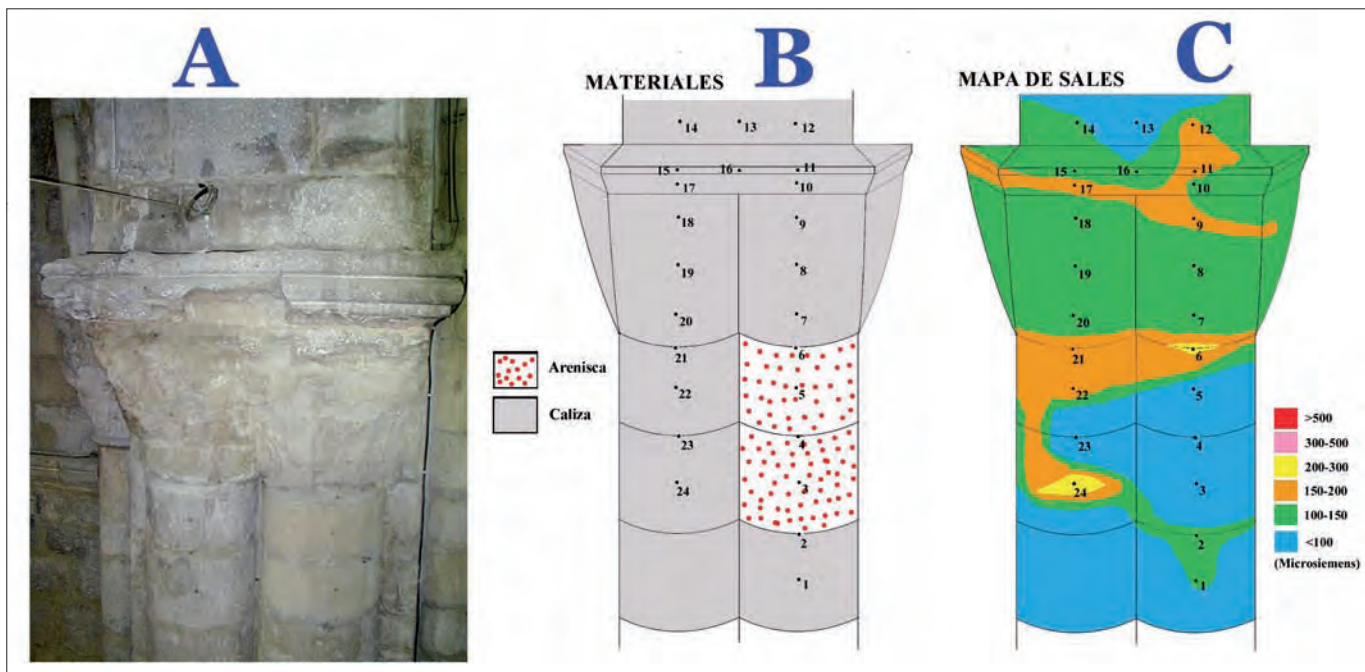 A
MATERIALES
B
14 13 12
15 16 11
17 10
18 9
19 8
20 7
21 6
22 5
23 4
24 3
2
1
Arenisca
Caliza
MAPA DE SALES
C
14 13 12
15 16 11
17 10
18 9
19 8
20 7
21 6
22 5
23 4
24 3
2
1
>500
300-500
200-300
150-200
100-150
<100
(Microsiemens)